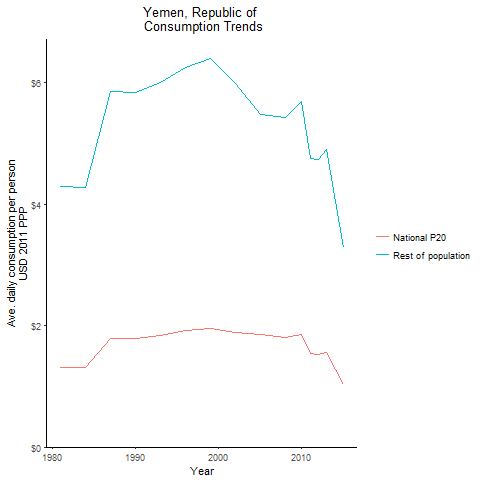 Yemen, Republic of
Consumption Trends
Ave. daily consumption per person
USD 2011 PPP
$6
$4
$2
$0
1980
1990
2000
2010
Year
National P20
Rest of population